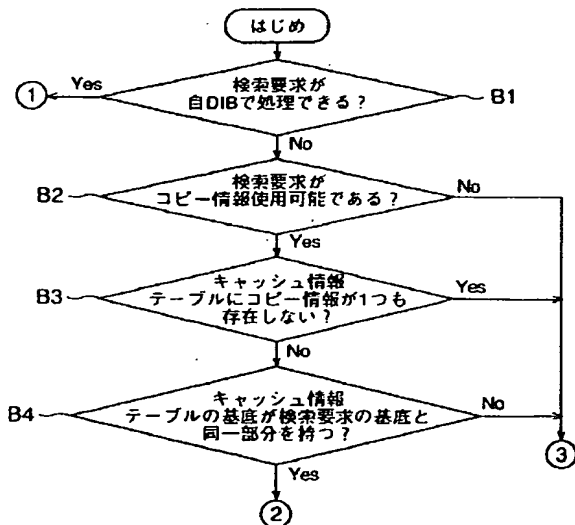 はじめ
Yes
①
検索要求が
自DIBで処理できる?
B1
No
B2
検索要求が
コピー情報使用可能である?
No
Yes
B3
キャッシュ情報
テーブルにコピー情報が1つも
存在しない?
Yes
No
B4
キャッシュ情報
テーブルの基底が検索要求の基底と
同一部分を持つ?
No
Yes
③
②